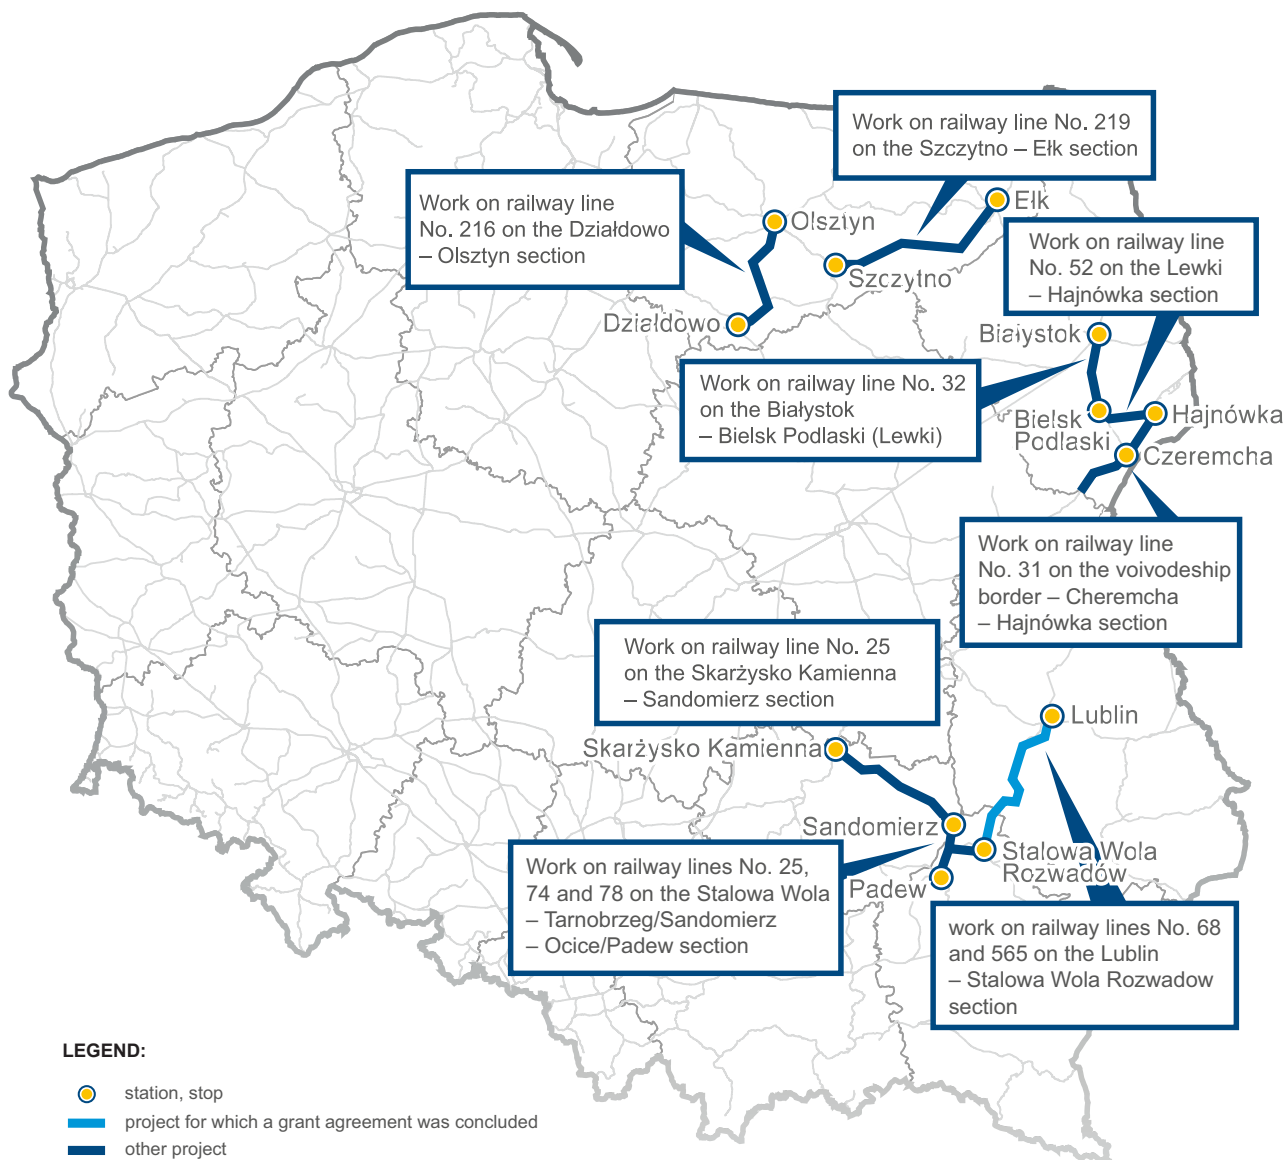 Work on railway line No. 219
on the Szczytno – Ełk section
Work on railway line
No. 216 on the Działdowo
– Olsztyn section
Ełk
Olsztyn
Szczytno
Działdowo
Work on railway line
No. 52 on the Lewki
– Hajnówka section
Białystok
Work on railway line No. 32
on the Białystok
– Bielsk Podlaski (Lewki)
Bielsk
Podlaski
Hajnówka
Czeremcha
Work on railway line
No. 31 on the voivodeship
border – Cheremcha
– Hajnówka section
Work on railway line No. 25
on the Skarżysko Kamienna
– Sandomierz section
Lublin
Skarżysko Kamienna
Sandomierz
Stalowa Wola
Rozwadów
Padew
Work on railway lines No. 25,
74 and 78 on the Stalowa Wola
– Tarnobrzeg/Sandomierz
– Ocice/Padew section
work on railway lines No. 68
and 565 on the Lublin
– Stalowa Wola Rozwadow
section
LEGEND:
station, stop
project for which a grant agreement was concluded
other project